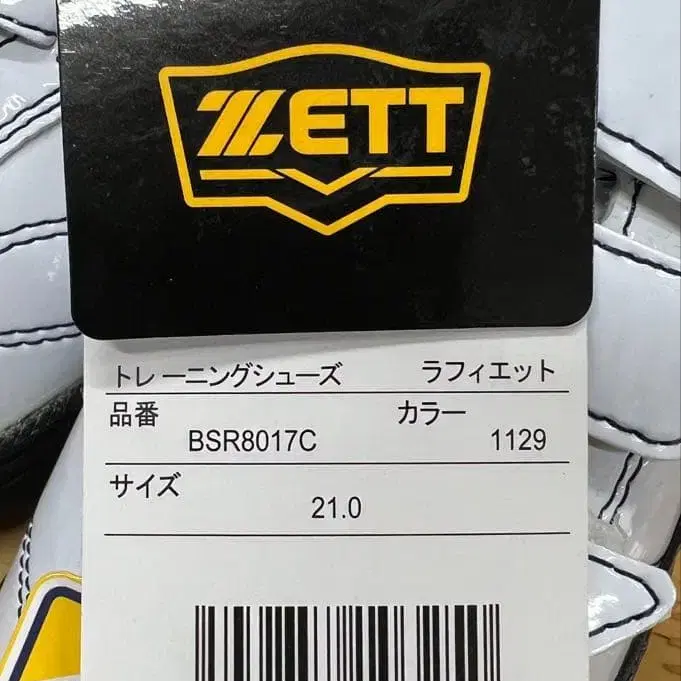 ZETT
トレーニングシューズ ラフィエット
品番 カラー
BSR8017C 1129
サイズ
21.0